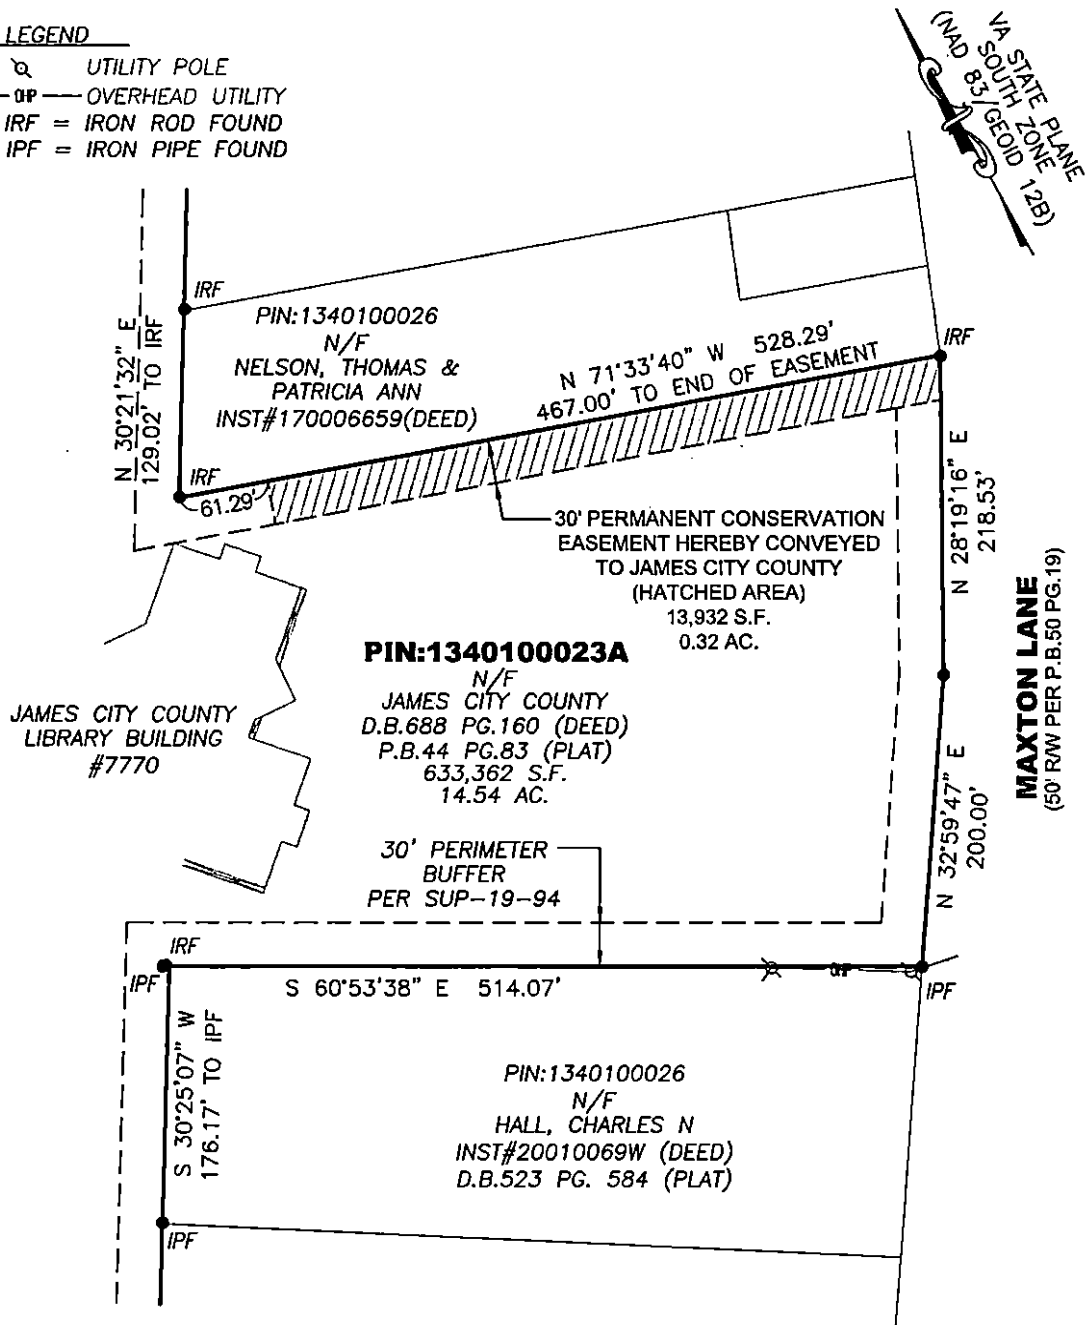 LEGEND
UTILITY POLE
OHP OVERHEAD UTILITY
IRF = IRON ROD FOUND
IPF = IRON PIPE FOUND
VA STATE PLANE
SOUTH ZONE
(NAD 83/GEOID 12B)
IRF
PIN:1340100026
N/F
NELSON, THOMAS &
PATRICIA ANN
INST#170006659(DEED)
N 30°21'32" E
129.02' TO IRF
N 71°33'40" W 528.29'
467.00' TO END OF EASEMENT
IRF
IRF
61.29'
30' PERMANENT CONSERVATION
EASEMENT HEREBY CONVEYED
TO JAMES CITY COUNTY
(HATCHED AREA)
13,932 S.F.
0.32 AC.
N 28°19'16" E
218.53'
MAXTON LANE
(50' R/W PER P.B.50 PG.19)
PIN:1340100023A
N/F
JAMES CITY COUNTY
D.B.688 PG.160 (DEED)
P.B.44 PG.83 (PLAT)
633,362 S.F.
14.54 AC.
JAMES CITY COUNTY
LIBRARY BUILDING
#7770
N 32°59'47" E
200.00'
30' PERIMETER
BUFFER
PER SUP-19-94
IRF
IPF
S 60°53'38" E 514.07'
OHP
IPF
S 30°25'07" W
176.17' TO IPF
PIN:1340100026
N/F
HALL, CHARLES N
INST#20010069W (DEED)
D.B.523 PG. 584 (PLAT)
IPF